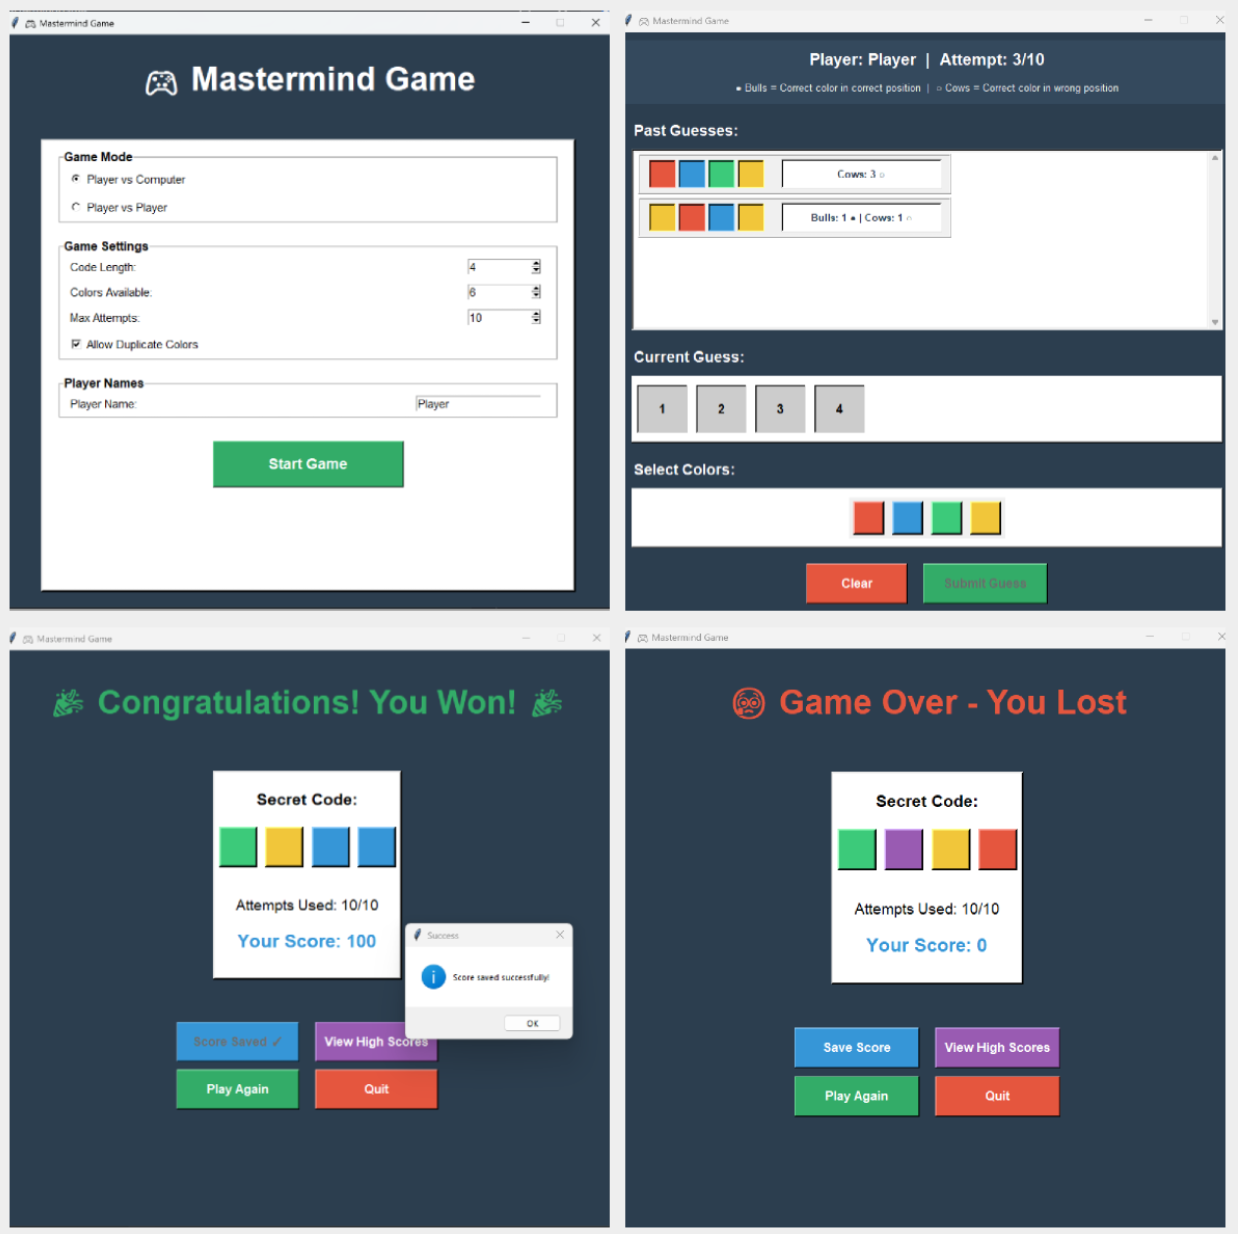 Mastermind Game
🎮 Mastermind Game
Game Mode
Player vs Computer
Player vs Player
Game Settings
Code Length: 4
Colors Available: 6
Max Attempts: 10
Allow Duplicate Colors
Player Names
Player Name: Player
Start Game
Mastermind Game
Player: Player | Attempt: 3/10
● Bulls = Correct color in correct position | ○ Cows = Correct color in wrong position
Past Guesses:
Cows: 3 ○
Bulls: 1 ● | Cows: 1 ○
Current Guess:
1 2 3 4
Select Colors:
Clear Submit Guess
Mastermind Game
🎉 Congratulations! You Won! 🎉
Secret Code:
Attempts Used: 10/10
Your Score: 100
Success
Score saved successfully!
OK
Score Saved ✓ View High Scores
Play Again Quit
Mastermind Game
😳 Game Over - You Lost
Secret Code:
Attempts Used: 10/10
Your Score: 0
Save Score View High Scores
Play Again Quit